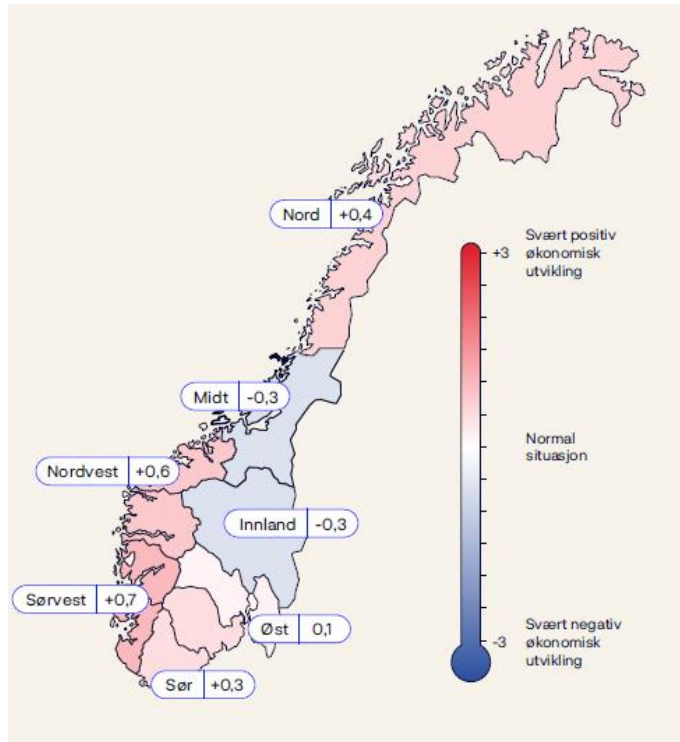 Nord +0,4
Svært positiv
+3 økonomisk
utvikling
Midt -0,3
Normal
situasjon
Nordvest +0,6
Innland -0,3
Sørvest +0,7
Øst 0,1
Svært negativ
-3 økonomisk
utvikling
Sør +0,3